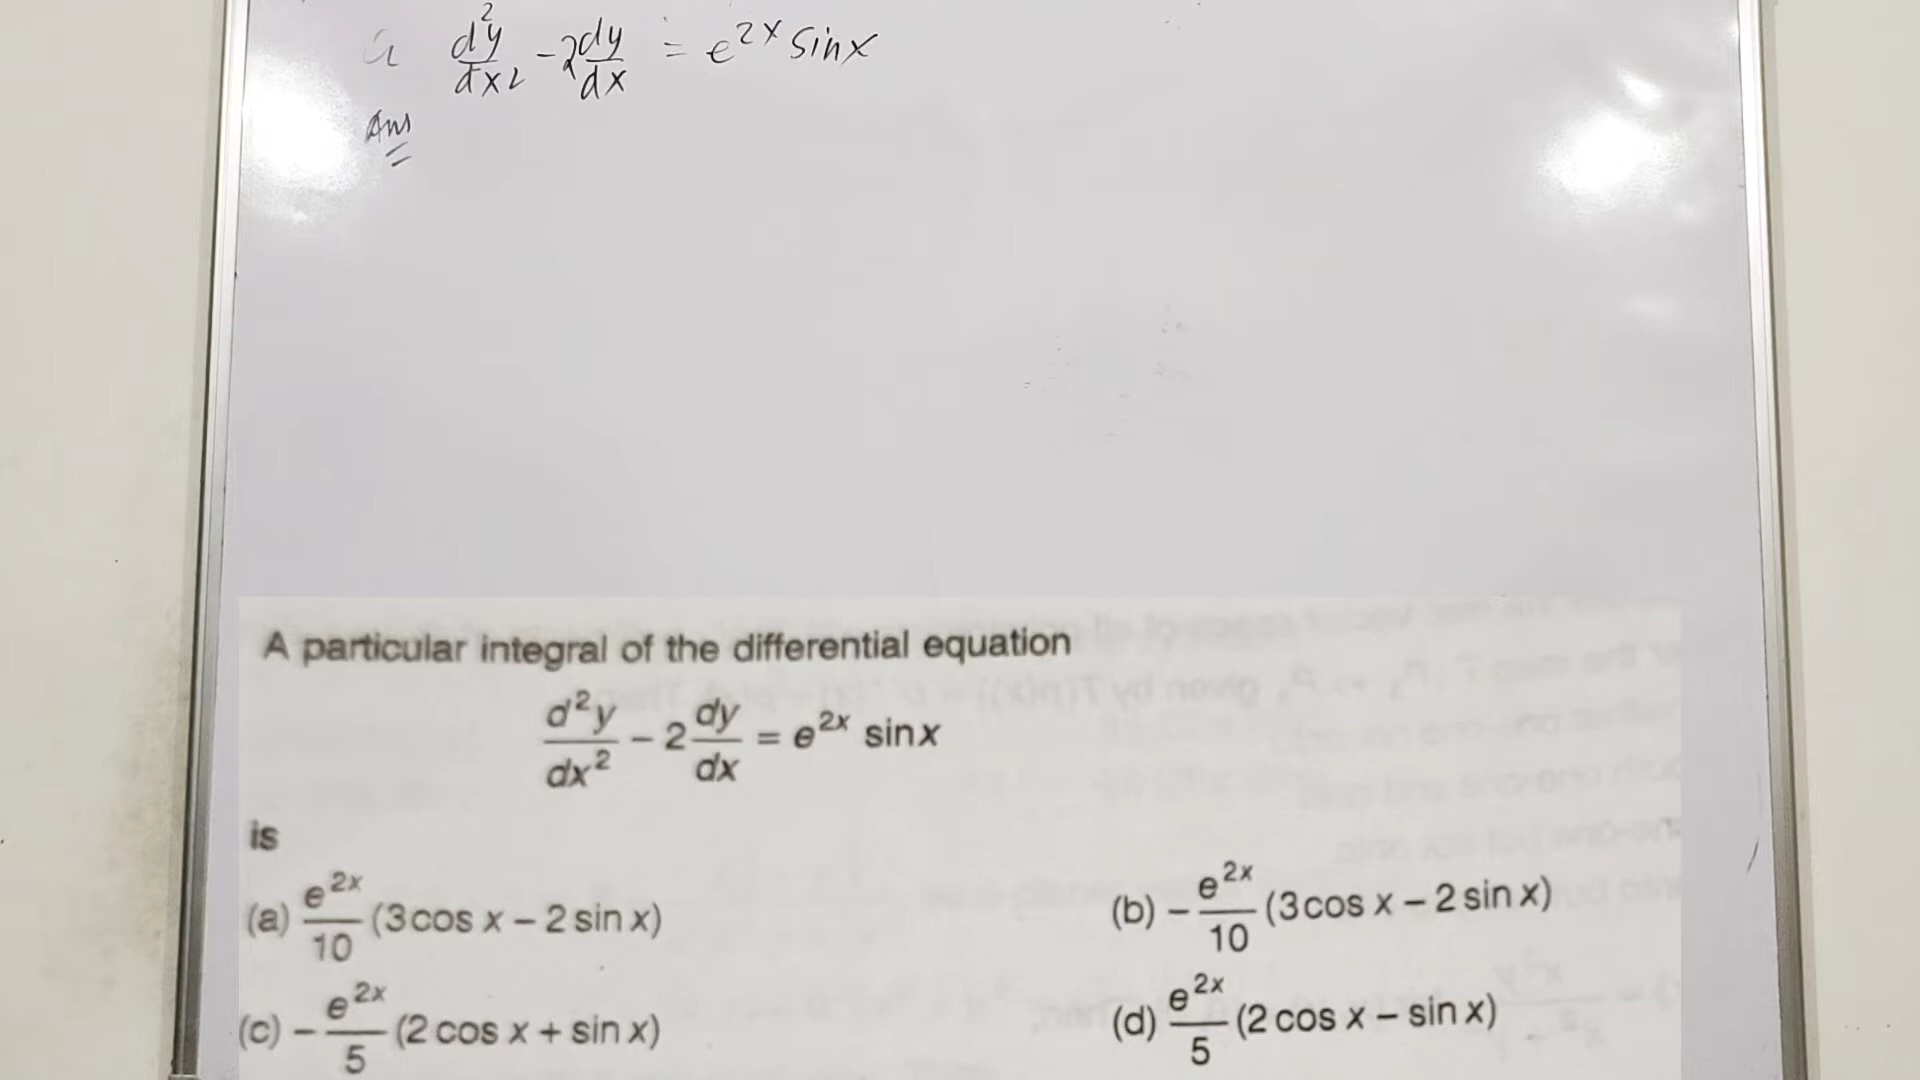 d²y/dx² - 2dy/dx = e^2x sinx
Ans
A particular integral of the differential equation
d²y/dx² - 2 dy/dx = e^2x sinx
is
(a) e^2x/10 (3cos x – 2 sin x)
(b) – e^2x/10 (3cos x – 2 sin x)
(c) – e^2x/5 (2 cos x + sin x)
(d) e^2x/5 (2 cos x – sin x)